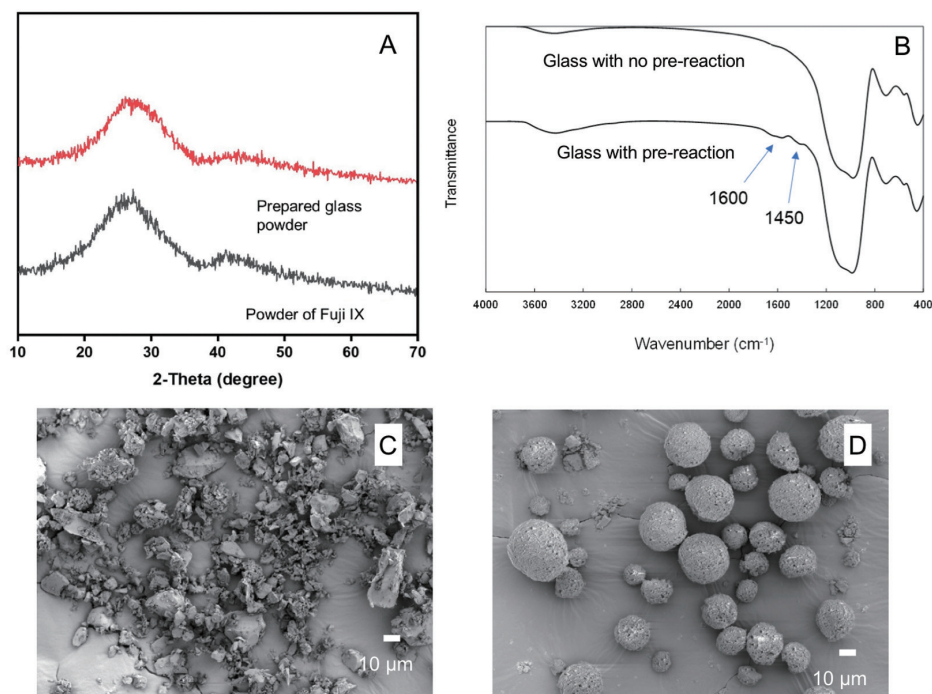 A
Prepared glass
powder
Powder of Fuji IX
10 20 30 40 50 60 70
2-Theta (degree)
B
Glass with no pre-reaction
Glass with pre-reaction
1600
1450
Transmittance
4000 3600 3200 2800 2400 2000 1600 1200 800 400
Wavenumber (cm⁻¹)
C
10 µm
D
10 µm